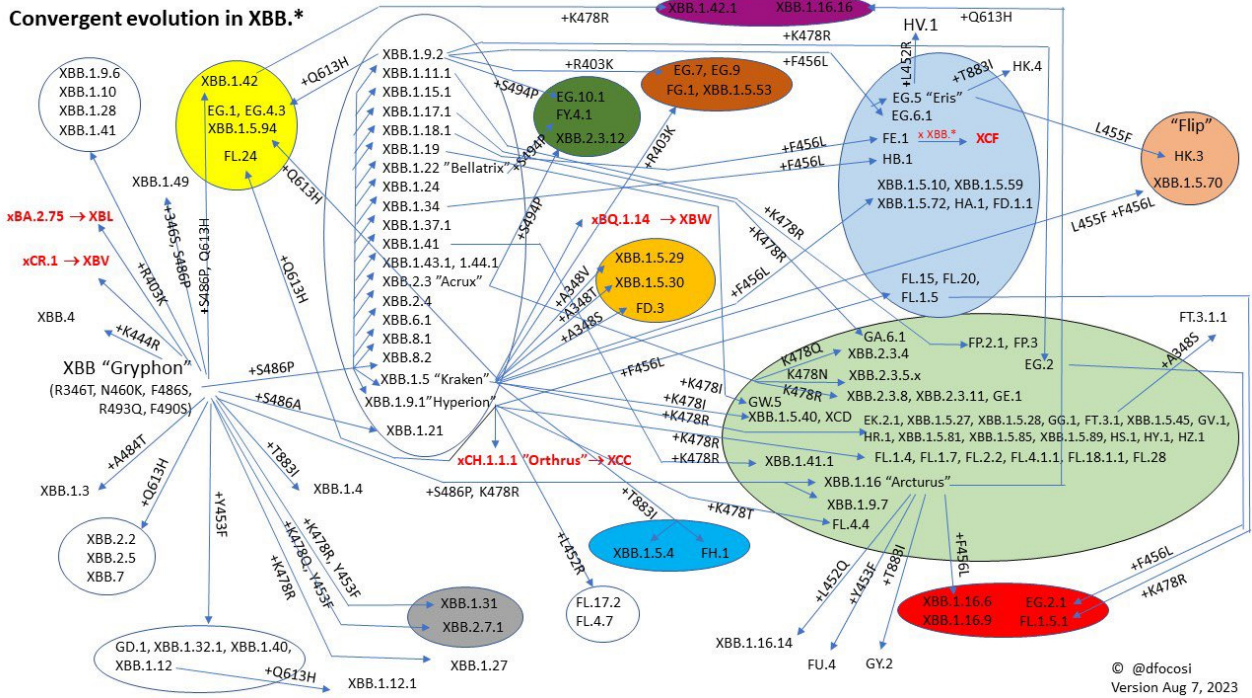 Convergent evolution in XBB.*
+K478R
XBB.1.42.1 XBB.1.16.16
+Q613H
HV.1
XBB.1.9.6
XBB.1.10
XBB.1.28
XBB.1.41
XBB.1.42
EG.1, EG.4.3
XBB.1.5.94
FL.24
+Q613H
XBB.1.9.2
XBB.1.11.1
XBB.1.15.1
XBB.1.17.1
XBB.1.18.1
XBB.1.19
XBB.1.22 "Bellatrix"
XBB.1.24
XBB.1.34
XBB.1.37.1
XBB.1.41
XBB.1.43.1, 1.44.1
XBB.2.3 "Acrux"
XBB.2.4
XBB.6.1
XBB.8.1
XBB.8.2
XBB.1.5 "Kraken"
XBB.1.9.1"Hyperion"
XBB.1.21
+R403K
+S494P
EG.10.1
FY.4.1
XBB.2.3.12
+S494P
+S494P
EG.7, EG.9
FG.1, XBB.1.5.53
+R403K
+K478R
+F456L
+L452R
+T883I
HK.4
EG.5 "Eris"
EG.6.1
FE.1
x XBB.*
XCF
HB.1
+F456L
+F456L
XBB.1.5.10, XBB.1.5.59
XBB.1.5.72, HA.1, FD.1.1
FL.15, FL.20,
FL.1.5
L455F
"Flip"
HK.3
XBB.1.5.70
L455F +F456L
XBB.1.49
+346S, S486P
+S486P, Q613H
+Q613H
+Q613H
xBA.2.75 → XBL
xCR.1 → XBV
+R403K
XBB.4
+K444R
XBB "Gryphon"
(R346T, N460K, F486S,
R493Q, F490S)
+S486P
+S486A
xBQ.1.14 → XBW
+A348V
+A348T
+A348S
XBB.1.5.29
XBB.1.5.30
FD.3
+K478R
+K478R
+F456L
+F456L
GA.6.1
K478Q
XBB.2.3.4
K478N
XBB.2.3.5.x
K478R
XBB.2.3.8, XBB.2.3.11, GE.1
FP.2.1, FP.3
EG.2
FT.3.1.1
+A348S
+K478I
+K478I
+K478R
GW.5
XBB.1.5.40, XCD
EK.2.1, XBB.1.5.27, XBB.1.5.28, GG.1, FT.3.1, XBB.1.5.45, GV.1,
HR.1, XBB.1.5.81, XBB.1.5.85, XBB.1.5.89, HS.1, HY.1, HZ.1
+K478R
FL.1.4, FL.1.7, FL.2.2, FL.4.1.1, FL.18.1.1, FL.28
+K478R
XBB.1.41.1
XBB.1.16 "Arcturus"
XBB.1.9.7
FL.4.4
xCH.1.1.1 "Orthrus" → XCC
+S486P, K478R
+K478T
+A484T
XBB.1.3
+Q613H
XBB.2.2
XBB.2.5
XBB.7
+T883I
XBB.1.4
+Y453F
+K478R, Y453F
+K478Q, Y453F
+K478R
XBB.1.31
XBB.2.7.1
XBB.1.27
GD.1, XBB.1.32.1, XBB.1.40,
XBB.1.12
+Q613H
XBB.1.12.1
+T883I
XBB.1.5.4 FH.1
+L452R
FL.17.2
FL.4.7
+L452Q
+Y453F
+T883I
+F456L
XBB.1.16.14
FU.4
GY.2
XBB.1.16.6 EG.2.1
XBB.1.16.9 FL.1.5.1
+F456L
+K478R
© @dfocosi
Version Aug 7, 2023